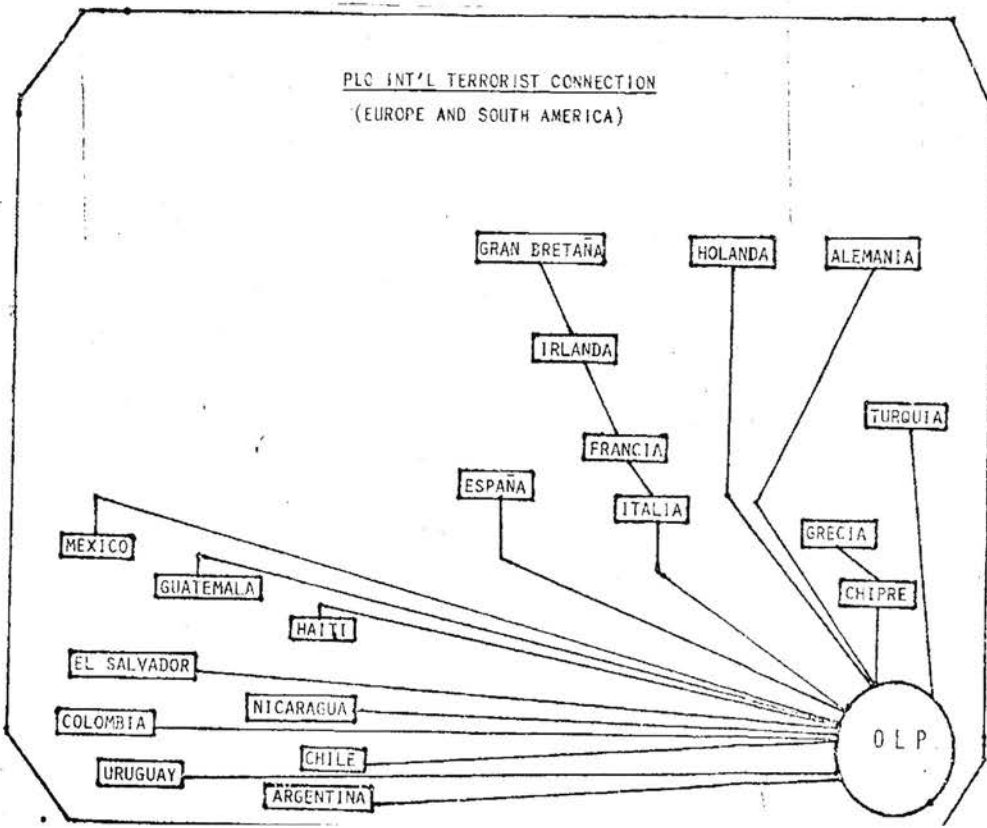 PLO INT'L TERRORIST CONNECTION
(EUROPE AND SOUTH AMERICA)
GRAN BRETAÑA
HOLANDA
ALEMANIA
IRLANDA
TURQUIA
FRANCIA
ESPAÑA
ITALIA
MEXICO
GRECIA
GUATEMALA
CHIPRE
HAITI
EL SALVADOR
NICARAGUA
COLOMBIA
OLP
CHILE
URUGUAY
ARGENTINA